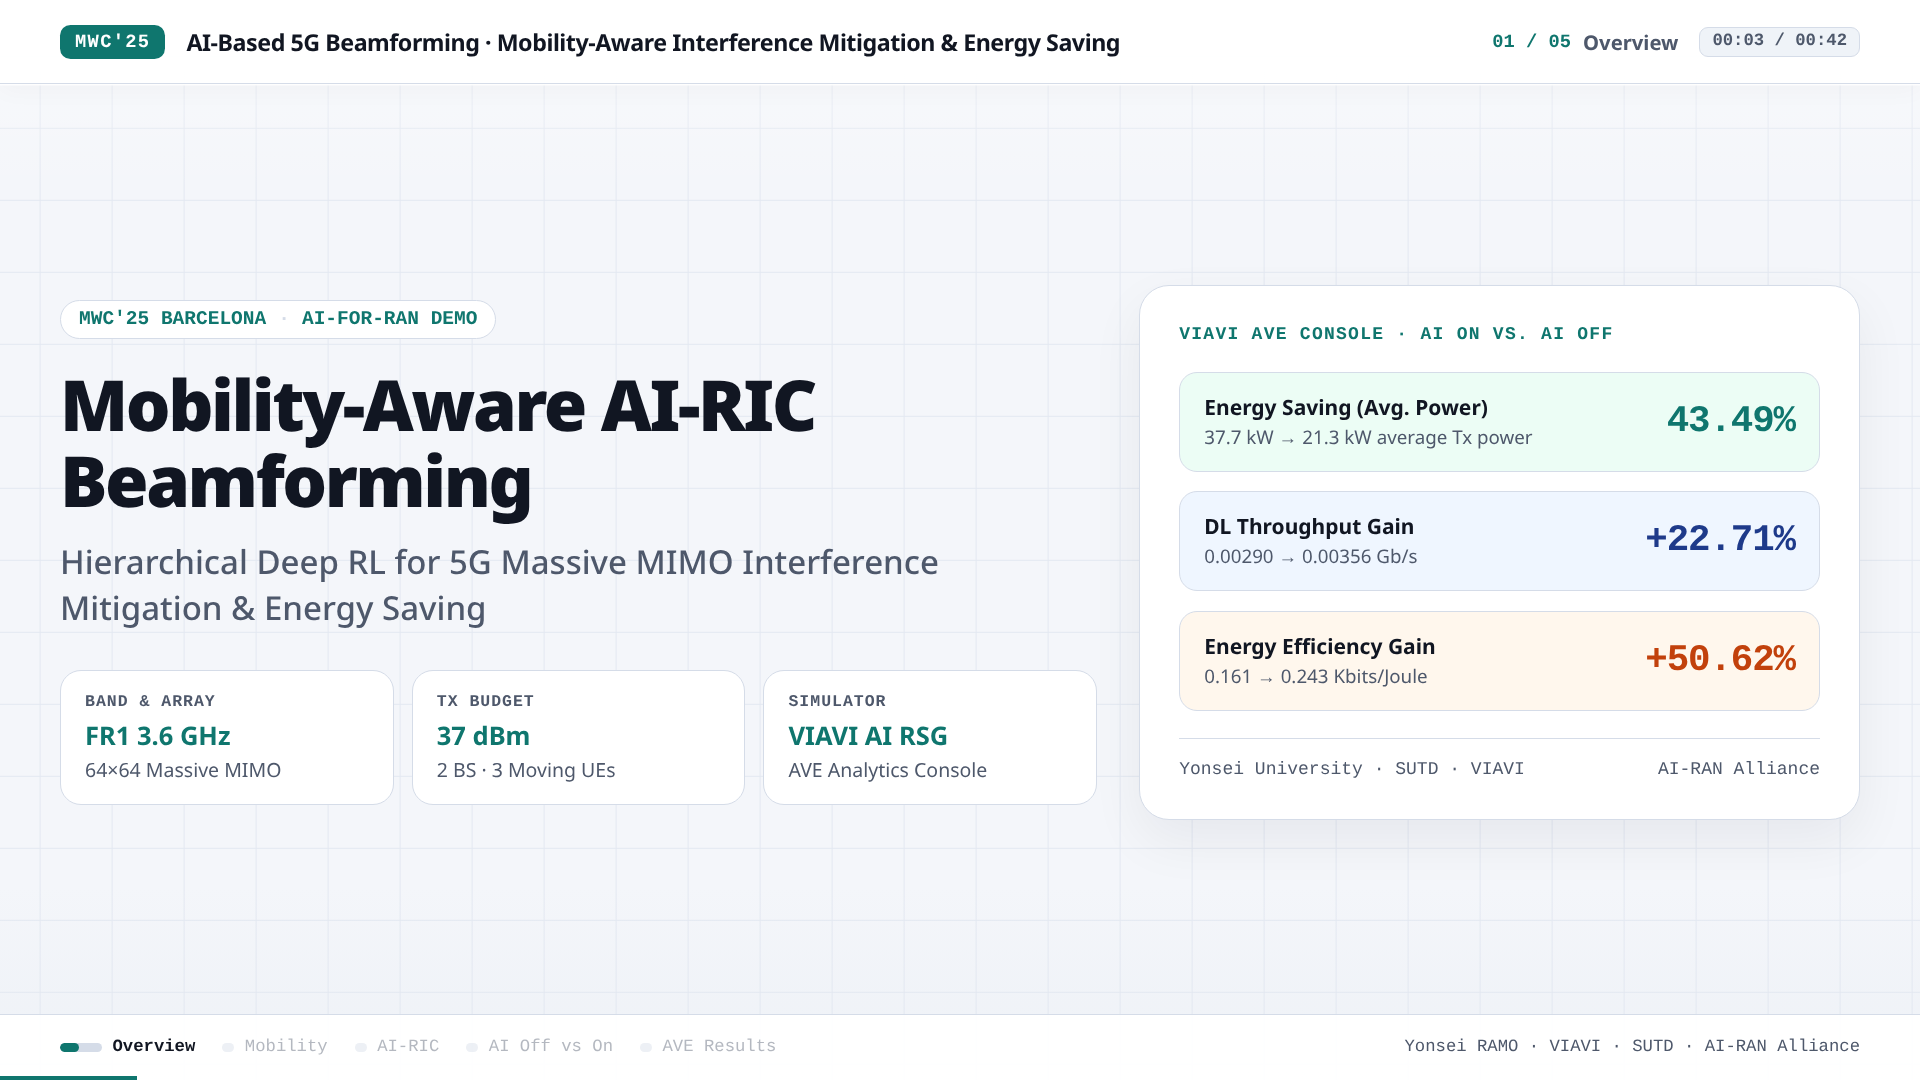 MWC'25
AI-Based 5G Beamforming · Mobility-Aware Interference Mitigation & Energy Saving
01 / 05 Overview
00:03 / 00:42
MWC'25 BARCELONA · AI-FOR-RAN DEMO
Mobility-Aware AI-RIC
Beamforming
Hierarchical Deep RL for 5G Massive MIMO Interference
Mitigation & Energy Saving
BAND & ARRAY
FR1 3.6 GHz
64×64 Massive MIMO
TX BUDGET
37 dBm
2 BS · 3 Moving UEs
SIMULATOR
VIAVI AI RSG
AVE Analytics Console
VIAVI AVE CONSOLE · AI ON VS. AI OFF
Energy Saving (Avg. Power)
37.7 kW → 21.3 kW average Tx power
43.49%
DL Throughput Gain
0.00290 → 0.00356 Gb/s
+22.71%
Energy Efficiency Gain
0.161 → 0.243 Kbits/Joule
+50.62%
Yonsei University · SUTD · VIAVI
AI-RAN Alliance
Overview
Mobility
AI-RIC
AI Off vs On
AVE Results
Yonsei RAMO · VIAVI · SUTD · AI-RAN Alliance